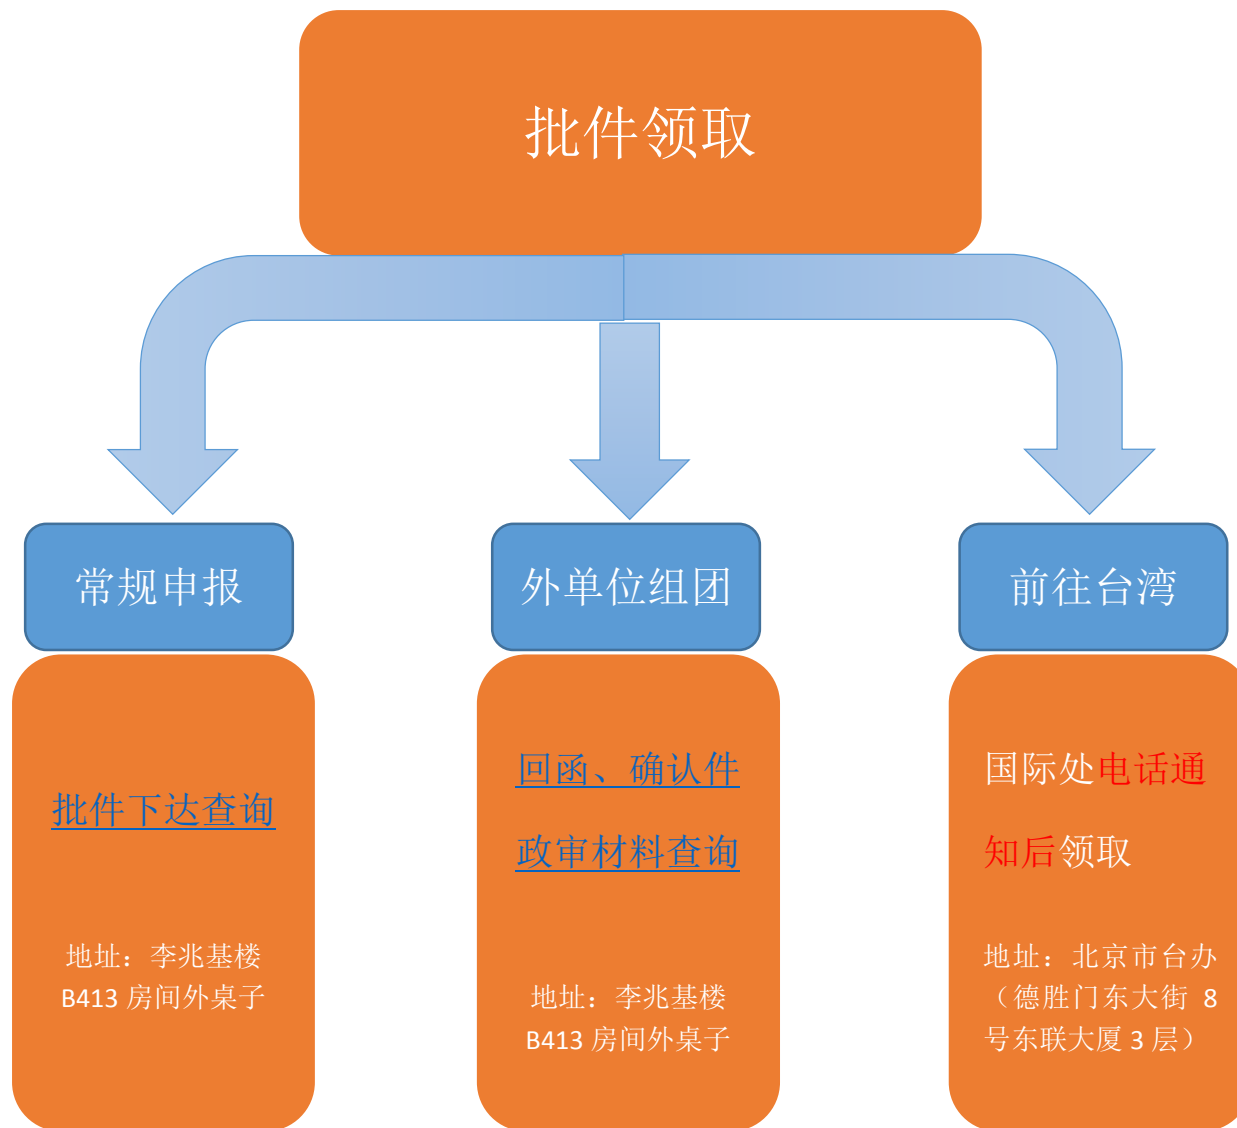 批件领取
常规申报
外单位组团
前往台湾
批件下达查询
地址：李兆基楼
B413 房间外桌子
回函、确认件
政审材料查询
地址：李兆基楼
B413 房间外桌子
国际处电话通
知后领取
地址：北京市台办
（德胜门东大街 8
号东联大厦 3 层）